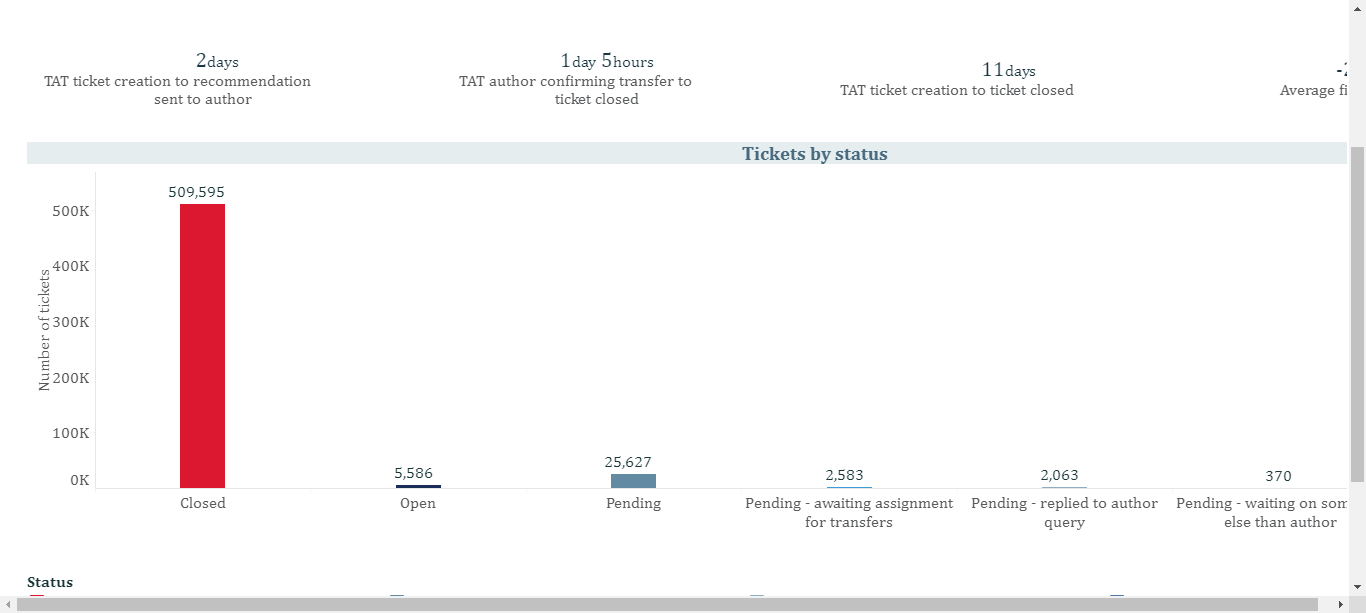 2days
TAT ticket creation to recommendation
sent to author
1day 5hours
TAT author confirming transfer to
ticket closed
11days
TAT ticket creation to ticket closed
Average
Tickets by status
Number of tickets
500K
400K
300K
200K
100K
0K
509,595
5,586
25,627
2,583
2,063
370
Closed
Open
Pending
Pending - awaiting assignment
for transfers
Pending - replied to author
query
Pending - waiting on
else than author
Status